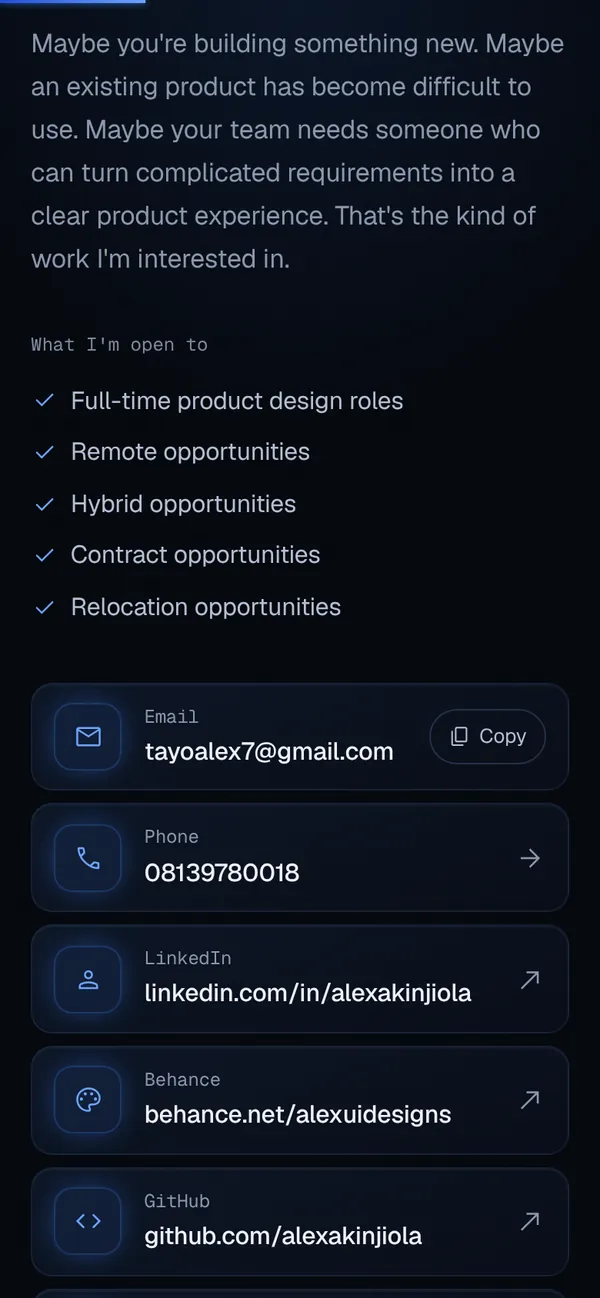 Maybe you're building something new. Maybe
an existing product has become difficult to
use. Maybe your team needs someone who
can turn complicated requirements into a
clear product experience. That's the kind of
work I'm interested in.
What I'm open to
Full-time product design roles
Remote opportunities
Hybrid opportunities
Contract opportunities
Relocation opportunities
Email
tayoalex7@gmail.com
Copy
Phone
08139780018
LinkedIn
linkedin.com/in/alexakinjiola
Behance
behance.net/alexuidesigns
GitHub
github.com/alexakinjiola